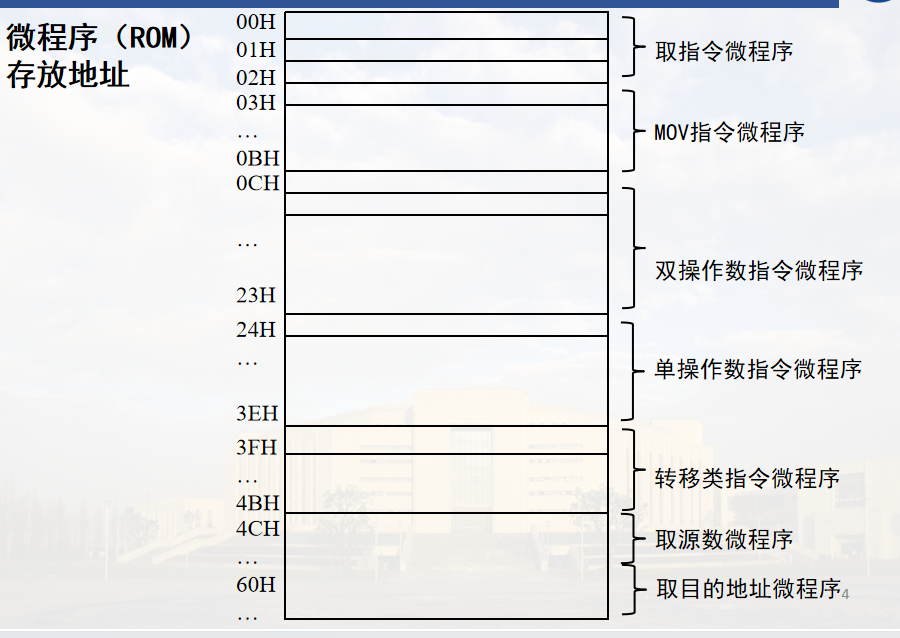 微程序（ROM）
存放地址
00H
01H
02H
取指令微程序
03H
…
0BH
MOV指令微程序
0CH
…
23H
双操作数指令微程序
24H
…
3EH
单操作数指令微程序
3FH
…
4BH
转移类指令微程序
4CH
…
取源数微程序
60H
…
取目的地址微程序
4